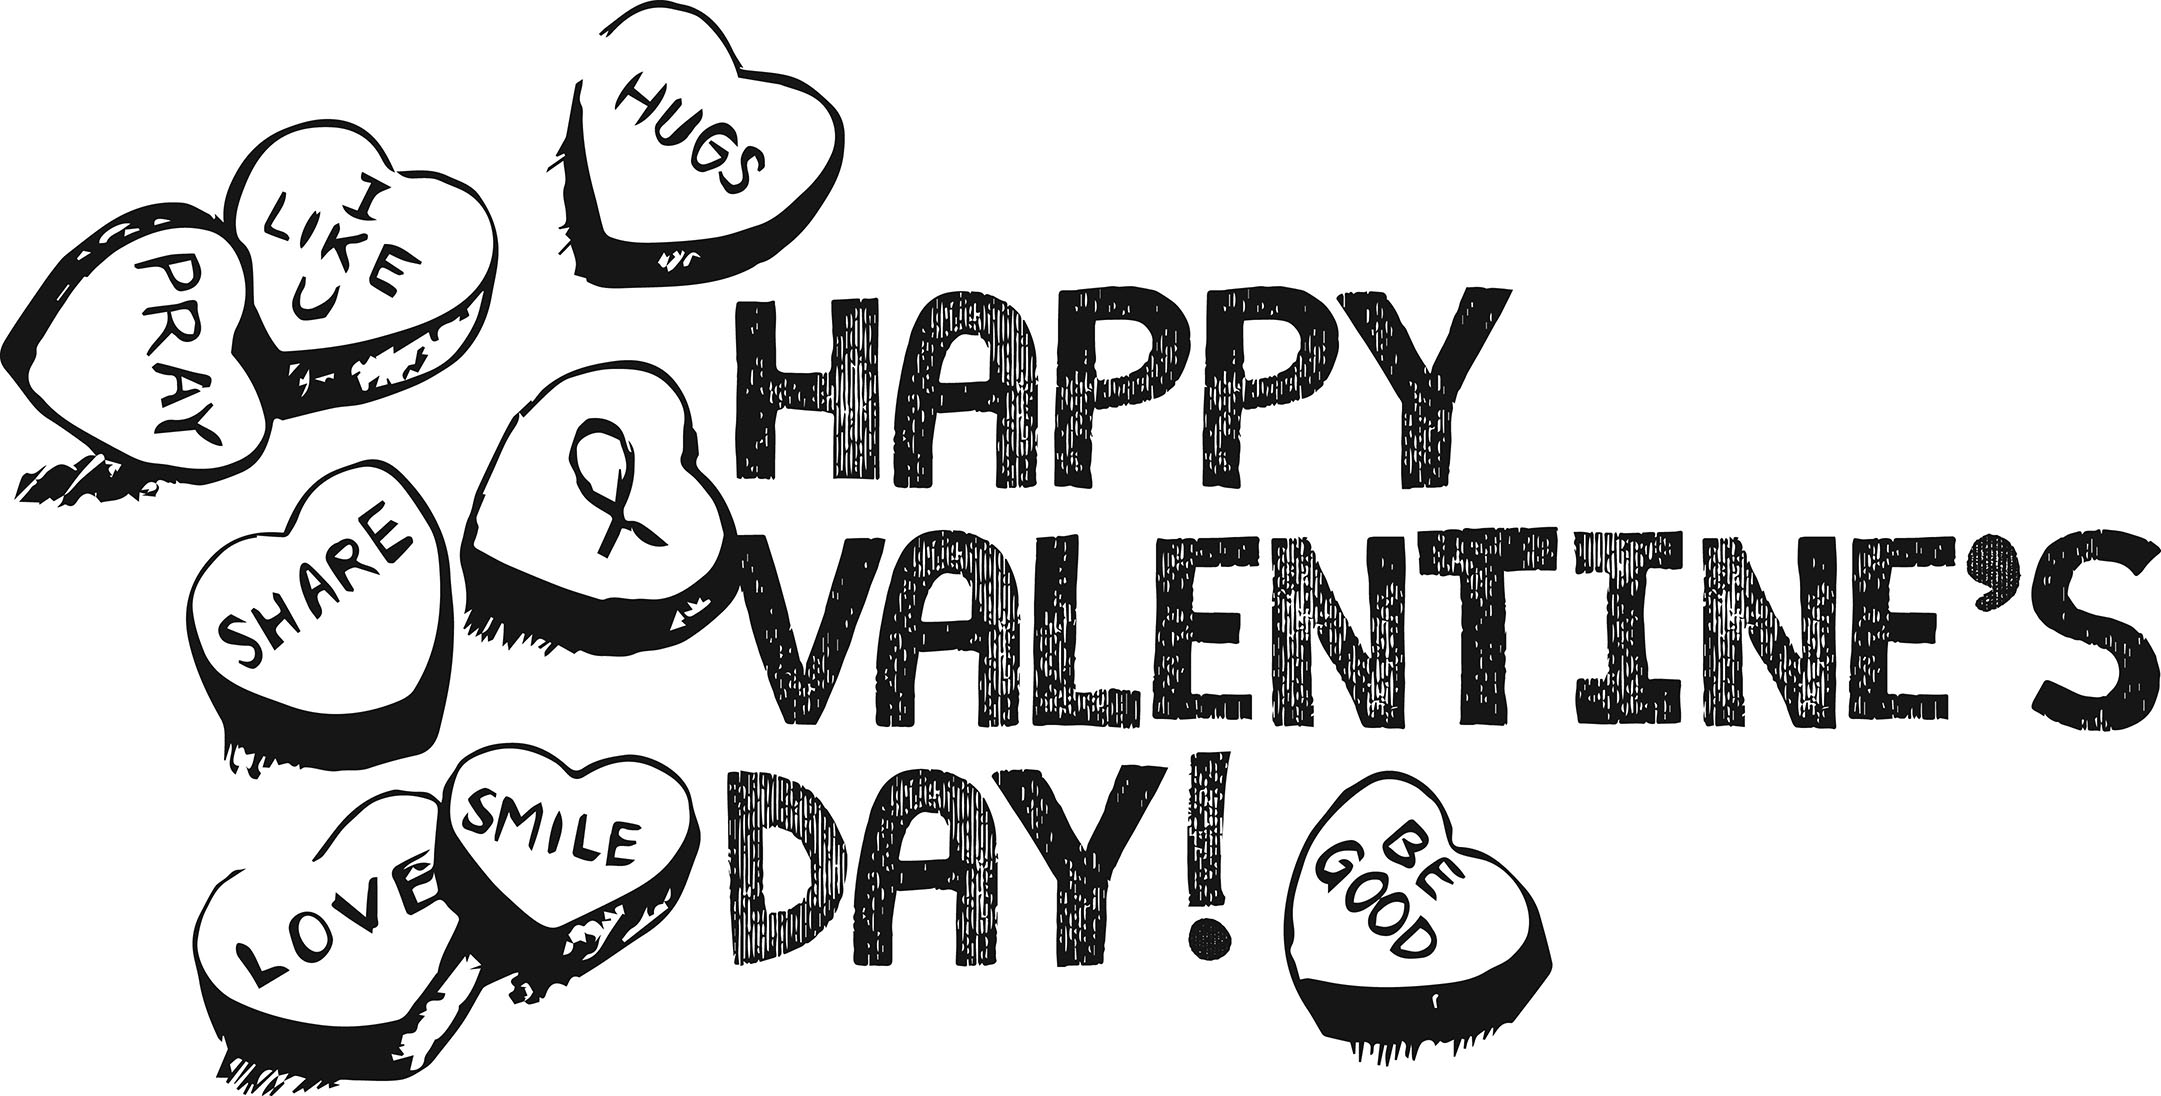 HUGS
I
LIKE
U
PRAY
SHARE
HAPPY
VALENTINE'S
DAY!
SMILE
LOVE
BE
GOOD